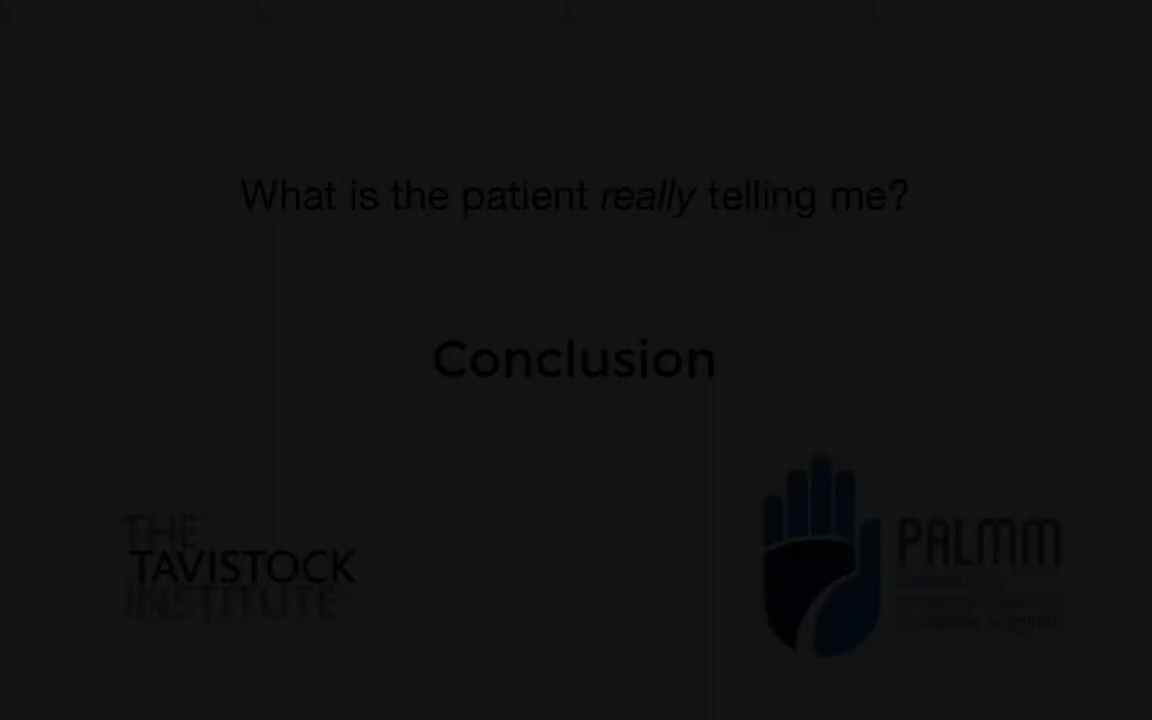 What is the patient really telling me?
Conclusion
THE
TAVISTOCK
INSTITUTE
PALMM